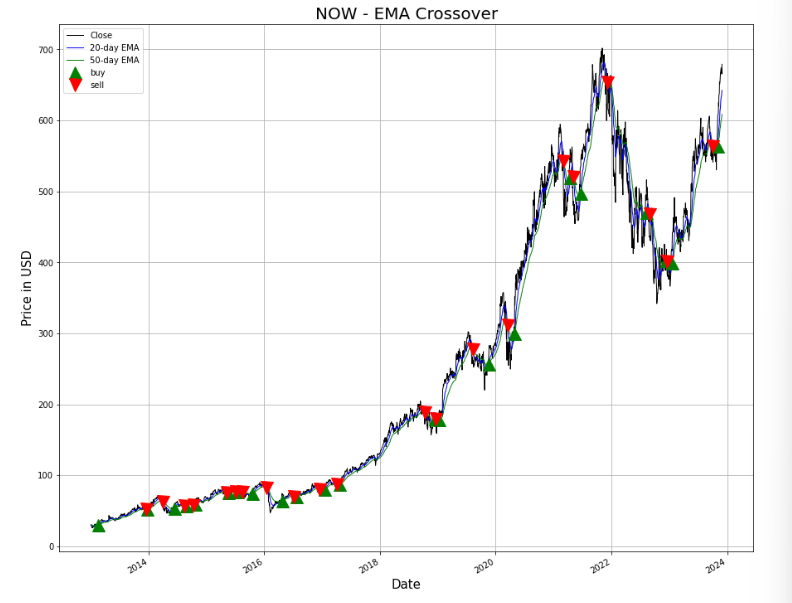 NOW - EMA Crossover
Close
20-day EMA
50-day EMA
buy
sell
700
600
500
400
300
200
100
0
Price in USD
2014
2016
2018
2020
2022
2024
Date